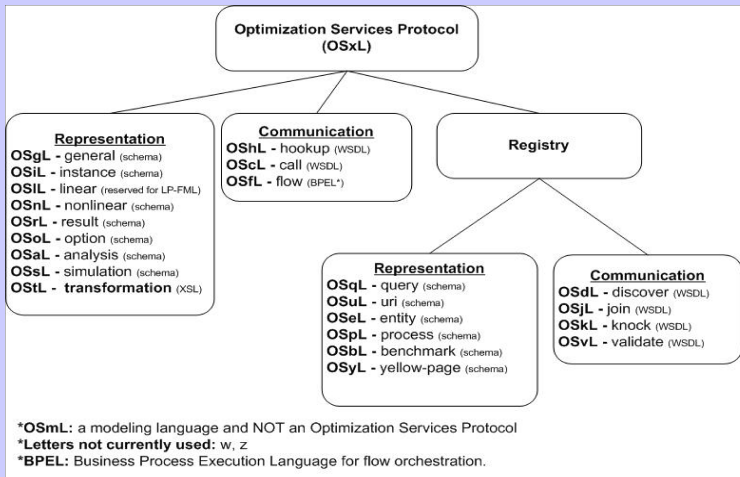 Optimization Services Protocol
(OSxL)
Representation
OSgL - general (schema)
OSiL - instance (schema)
OSlL - linear (reserved for LP-FML)
OSnL - nonlinear (schema)
OSrL - result (schema)
OSoL - option (schema)
OSaL - analysis (schema)
OSsL - simulation (schema)
OStL - transformation (XSL)
Communication
OShL - hookup (WSDL)
OScL - call (WSDL)
OSfL - flow (BPEL*)
Registry
Representation
OSqL - query (schema)
OSuL - uri (schema)
OSeL - entity (schema)
OSpL - process (schema)
OSbL - benchmark (schema)
OSyL - yellow-page (schema)
Communication
OSdL - discover (WSDL)
OSjL - join (WSDL)
OSkL - knock (WSDL)
OSvL - validate (WSDL)
*OSmL: a modeling language and NOT an Optimization Services Protocol
*Letters not currently used: w, z
*BPEL: Business Process Execution Language for flow orchestration.